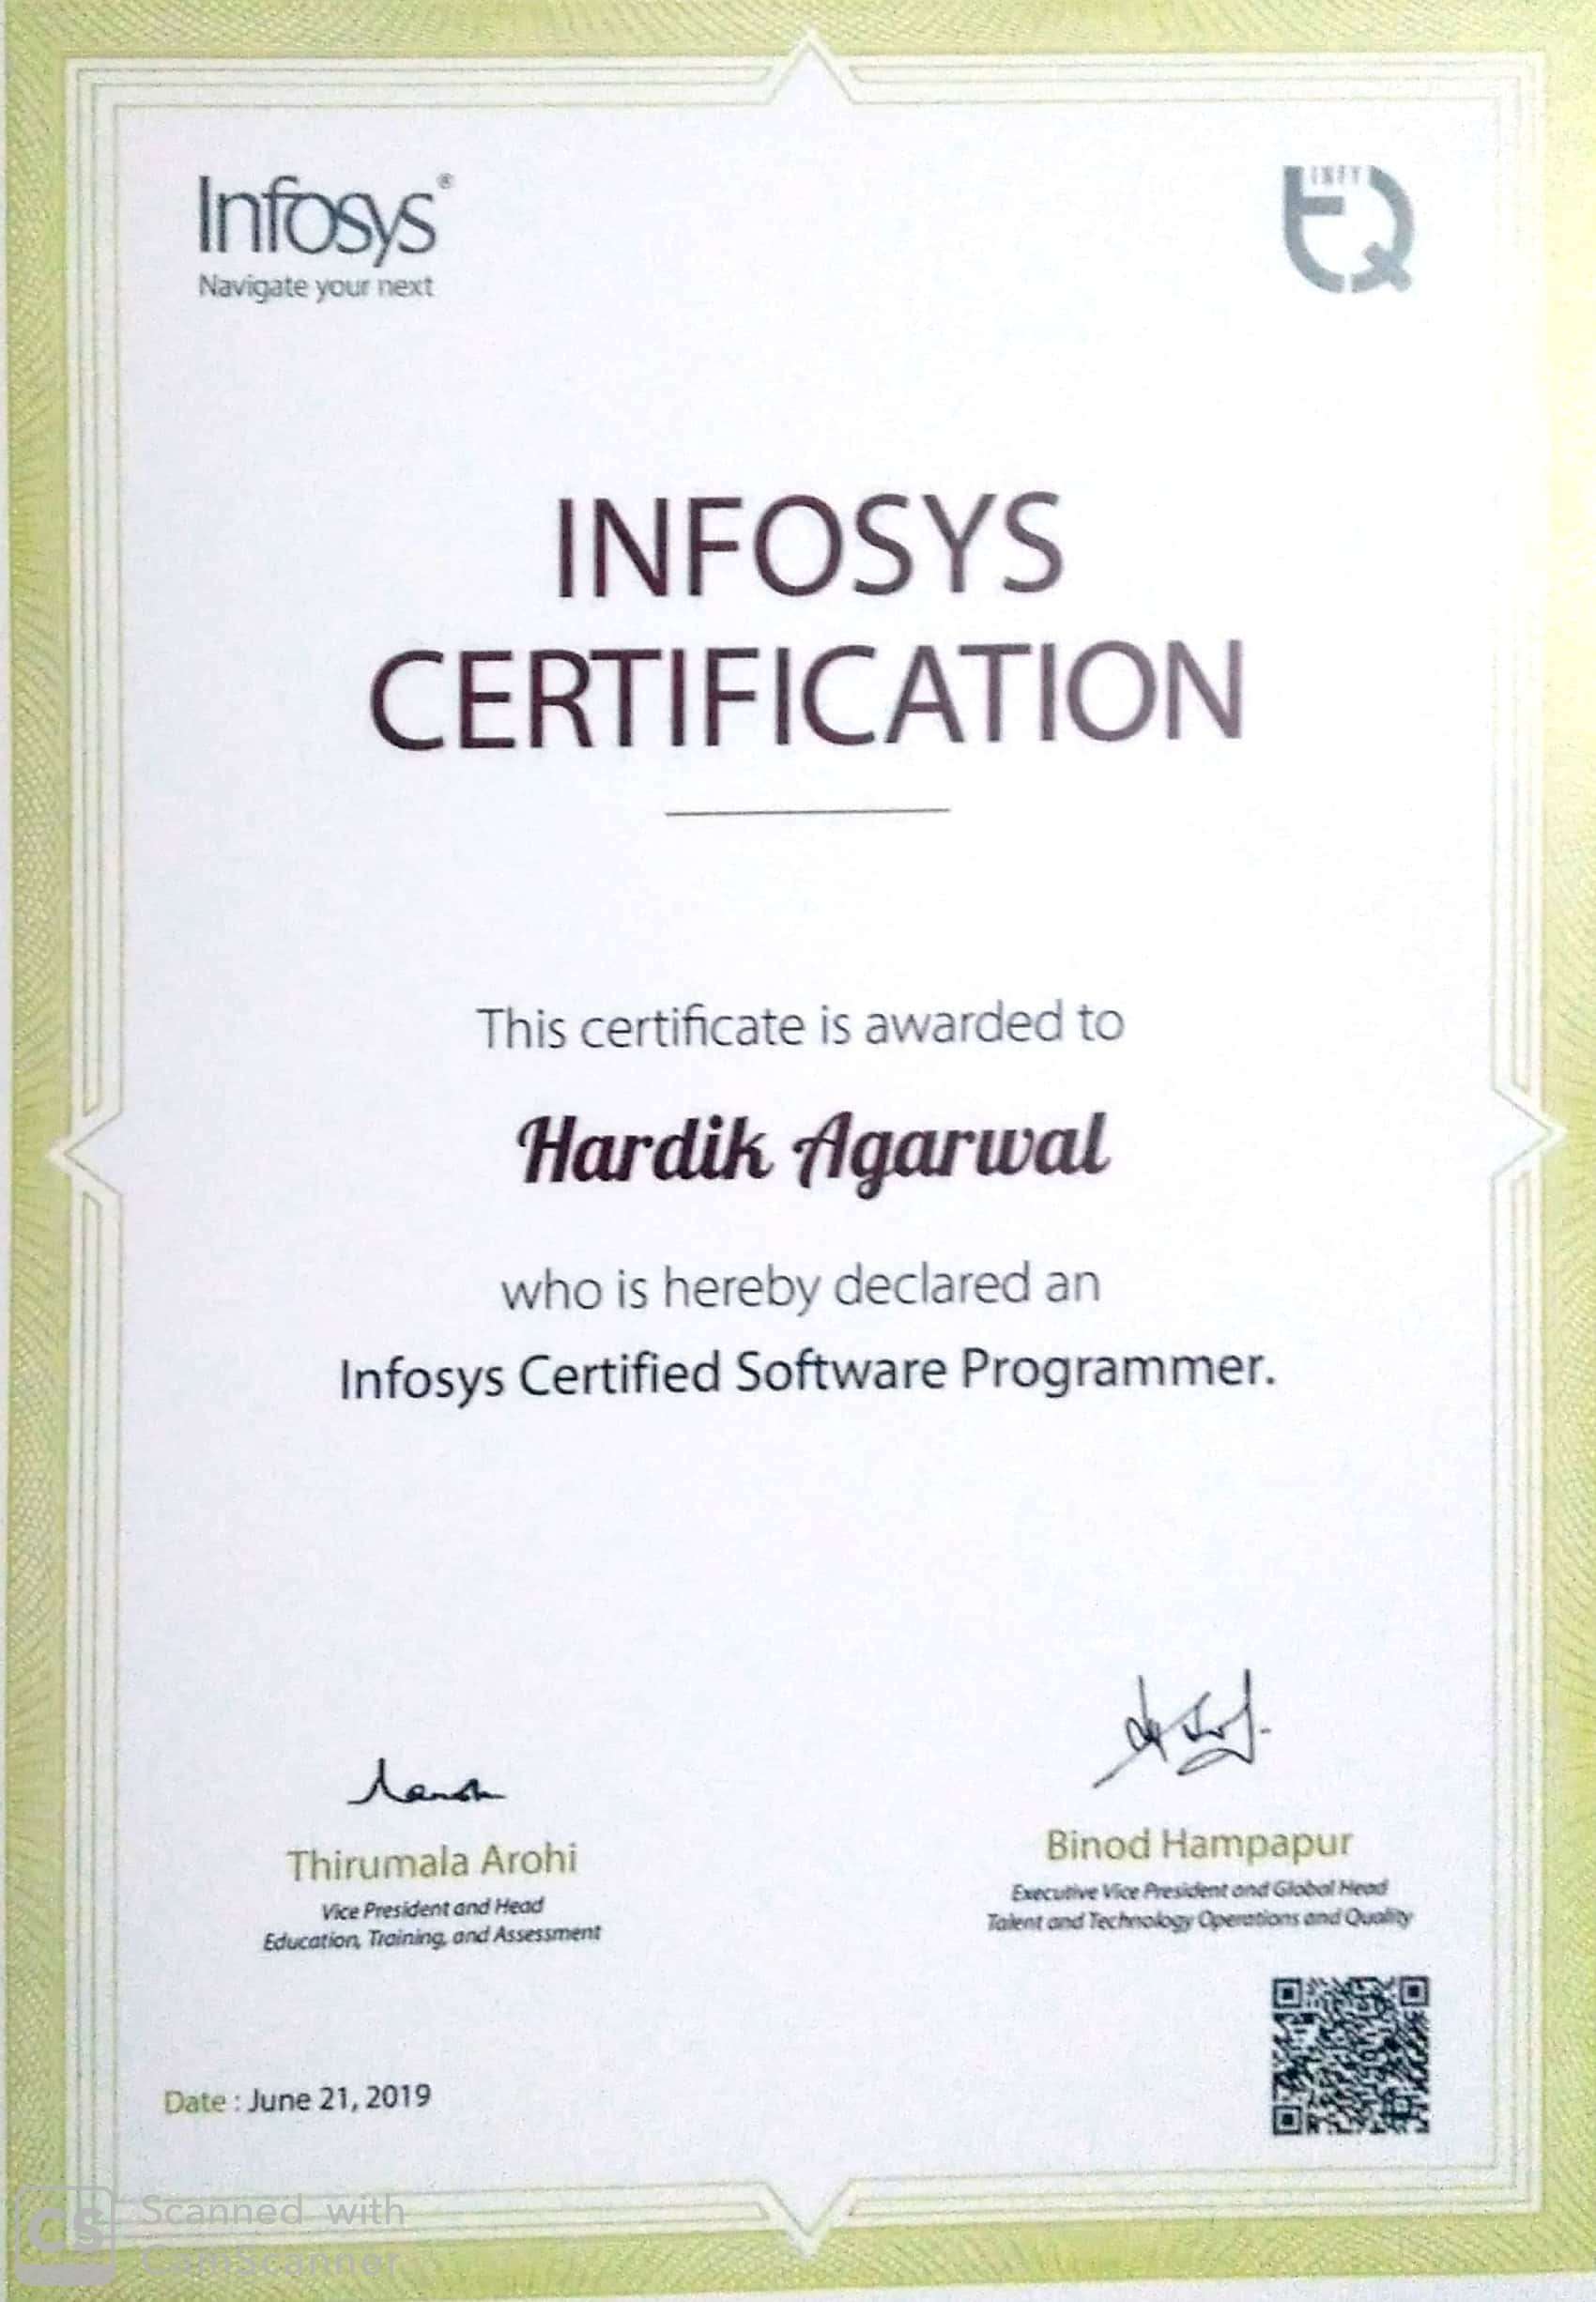 Infosys®
Navigate your next
INFY
EQ
INFOSYS
CERTIFICATION
This certificate is awarded to
Hardik Agarwal
who is hereby declared an
Infosys Certified Software Programmer.
Thirumala Arohi
Vice President and Head
Education, Training, and Assessment
Binod Hampapur
Executive Vice President and Global Head
Talent and Technology Operations and Quality
Date : June 21, 2019
CS
Scanned with
CamScanner